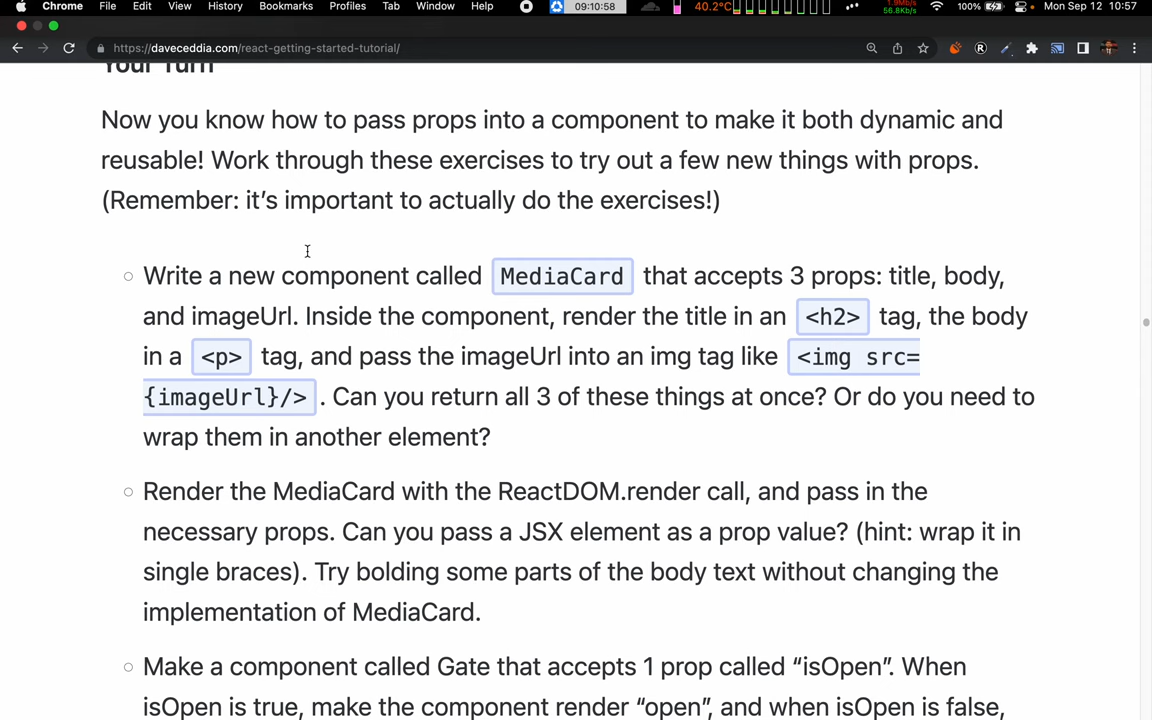 Chrome File Edit View History Bookmarks Profiles Tab Window Help 09:10:58 40.2°C 1.9Mb/s 56.8Kb/s 100% Mon Sep 12 10:57
https://daveceddia.com/react-getting-started-tutorial/
Your Turn
Now you know how to pass props into a component to make it both dynamic and
reusable! Work through these exercises to try out a few new things with props.
(Remember: it’s important to actually do the exercises!)
Write a new component called MediaCard that accepts 3 props: title, body,
and imageUrl. Inside the component, render the title in an <h2> tag, the body
in a <p> tag, and pass the imageUrl into an img tag like <img src=
{imageUrl}/> . Can you return all 3 of these things at once? Or do you need to
wrap them in another element?
Render the MediaCard with the ReactDOM.render call, and pass in the
necessary props. Can you pass a JSX element as a prop value? (hint: wrap it in
single braces). Try bolding some parts of the body text without changing the
implementation of MediaCard.
Make a component called Gate that accepts 1 prop called “isOpen”. When
isOpen is true, make the component render “open”, and when isOpen is false,